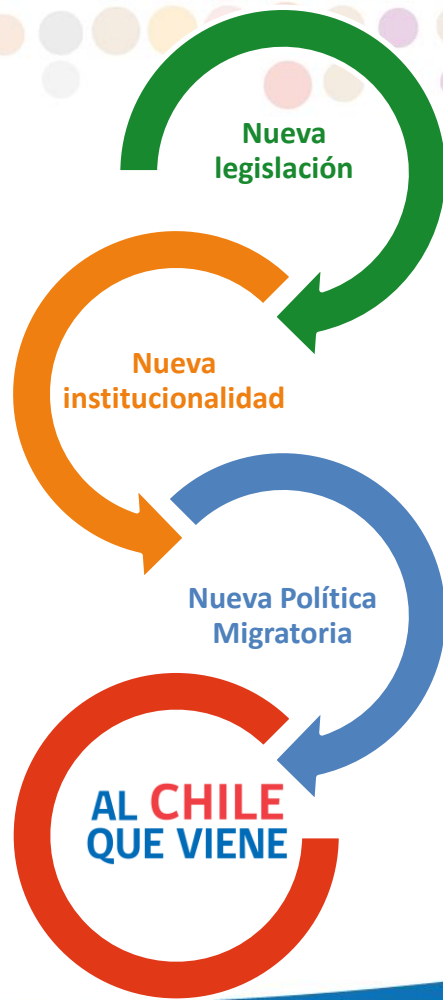 Nueva
legislación
Nueva
institucionalidad
Nueva Política
Migratoria
AL CHILE
QUE VIENE